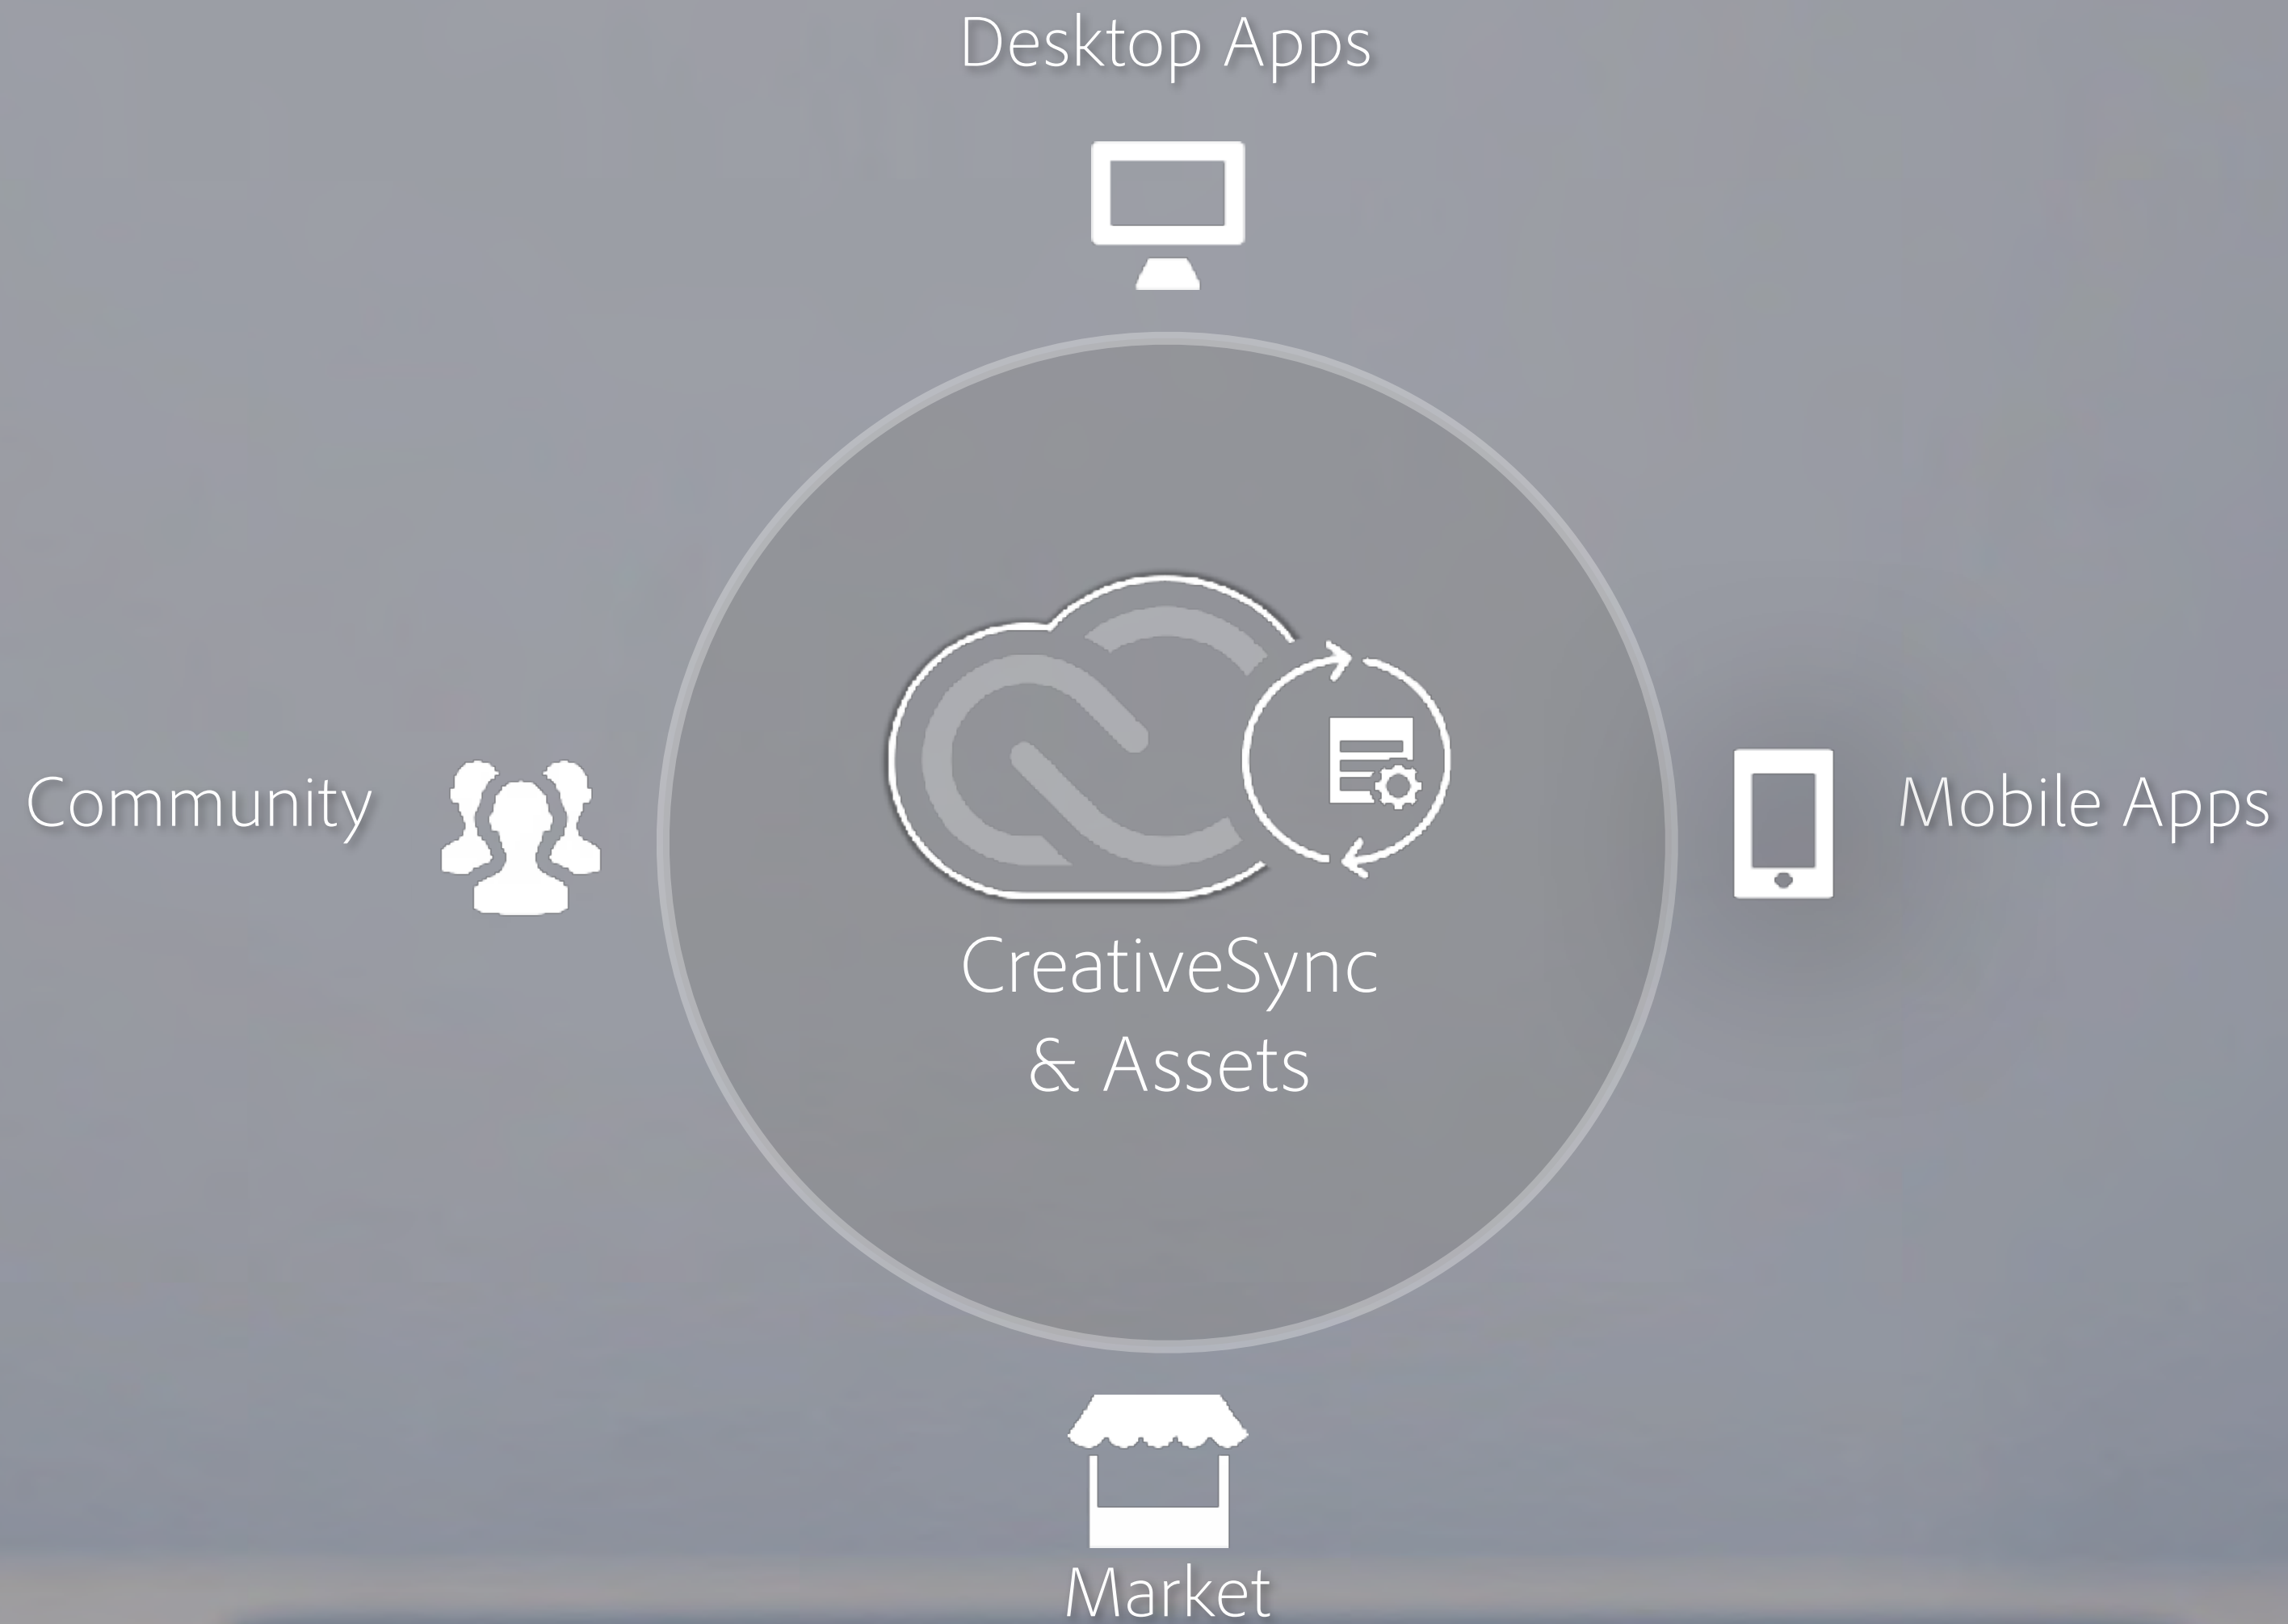 Desktop Apps
Community
Mobile Apps
CreativeSync
& Assets
Market